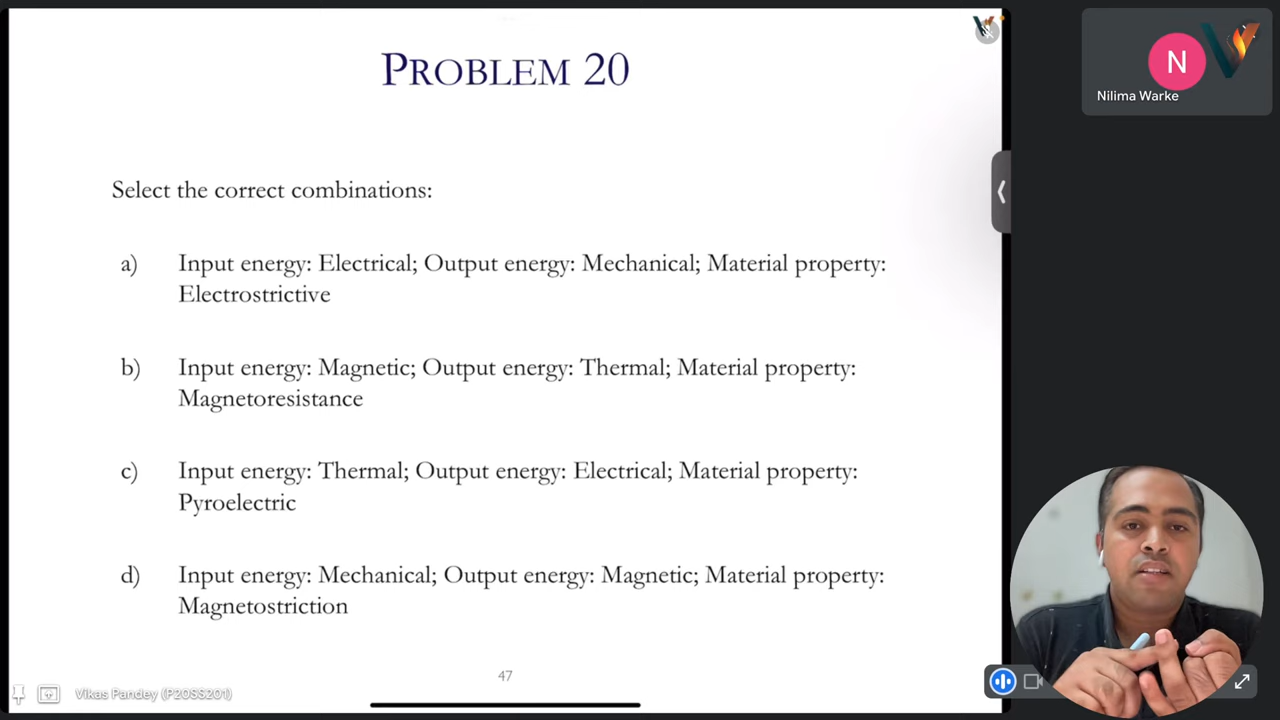 PROBLEM 20
Select the correct combinations:
a) Input energy: Electrical; Output energy: Mechanical; Material property:
Electrostrictive
b) Input energy: Magnetic; Output energy: Thermal; Material property:
Magnetoresistance
c) Input energy: Thermal; Output energy: Electrical; Material property:
Pyroelectric
d) Input energy: Mechanical; Output energy: Magnetic; Material property:
Magnetostriction
47
Vikas Pandey (P20SS201)
N
Nilima Warke